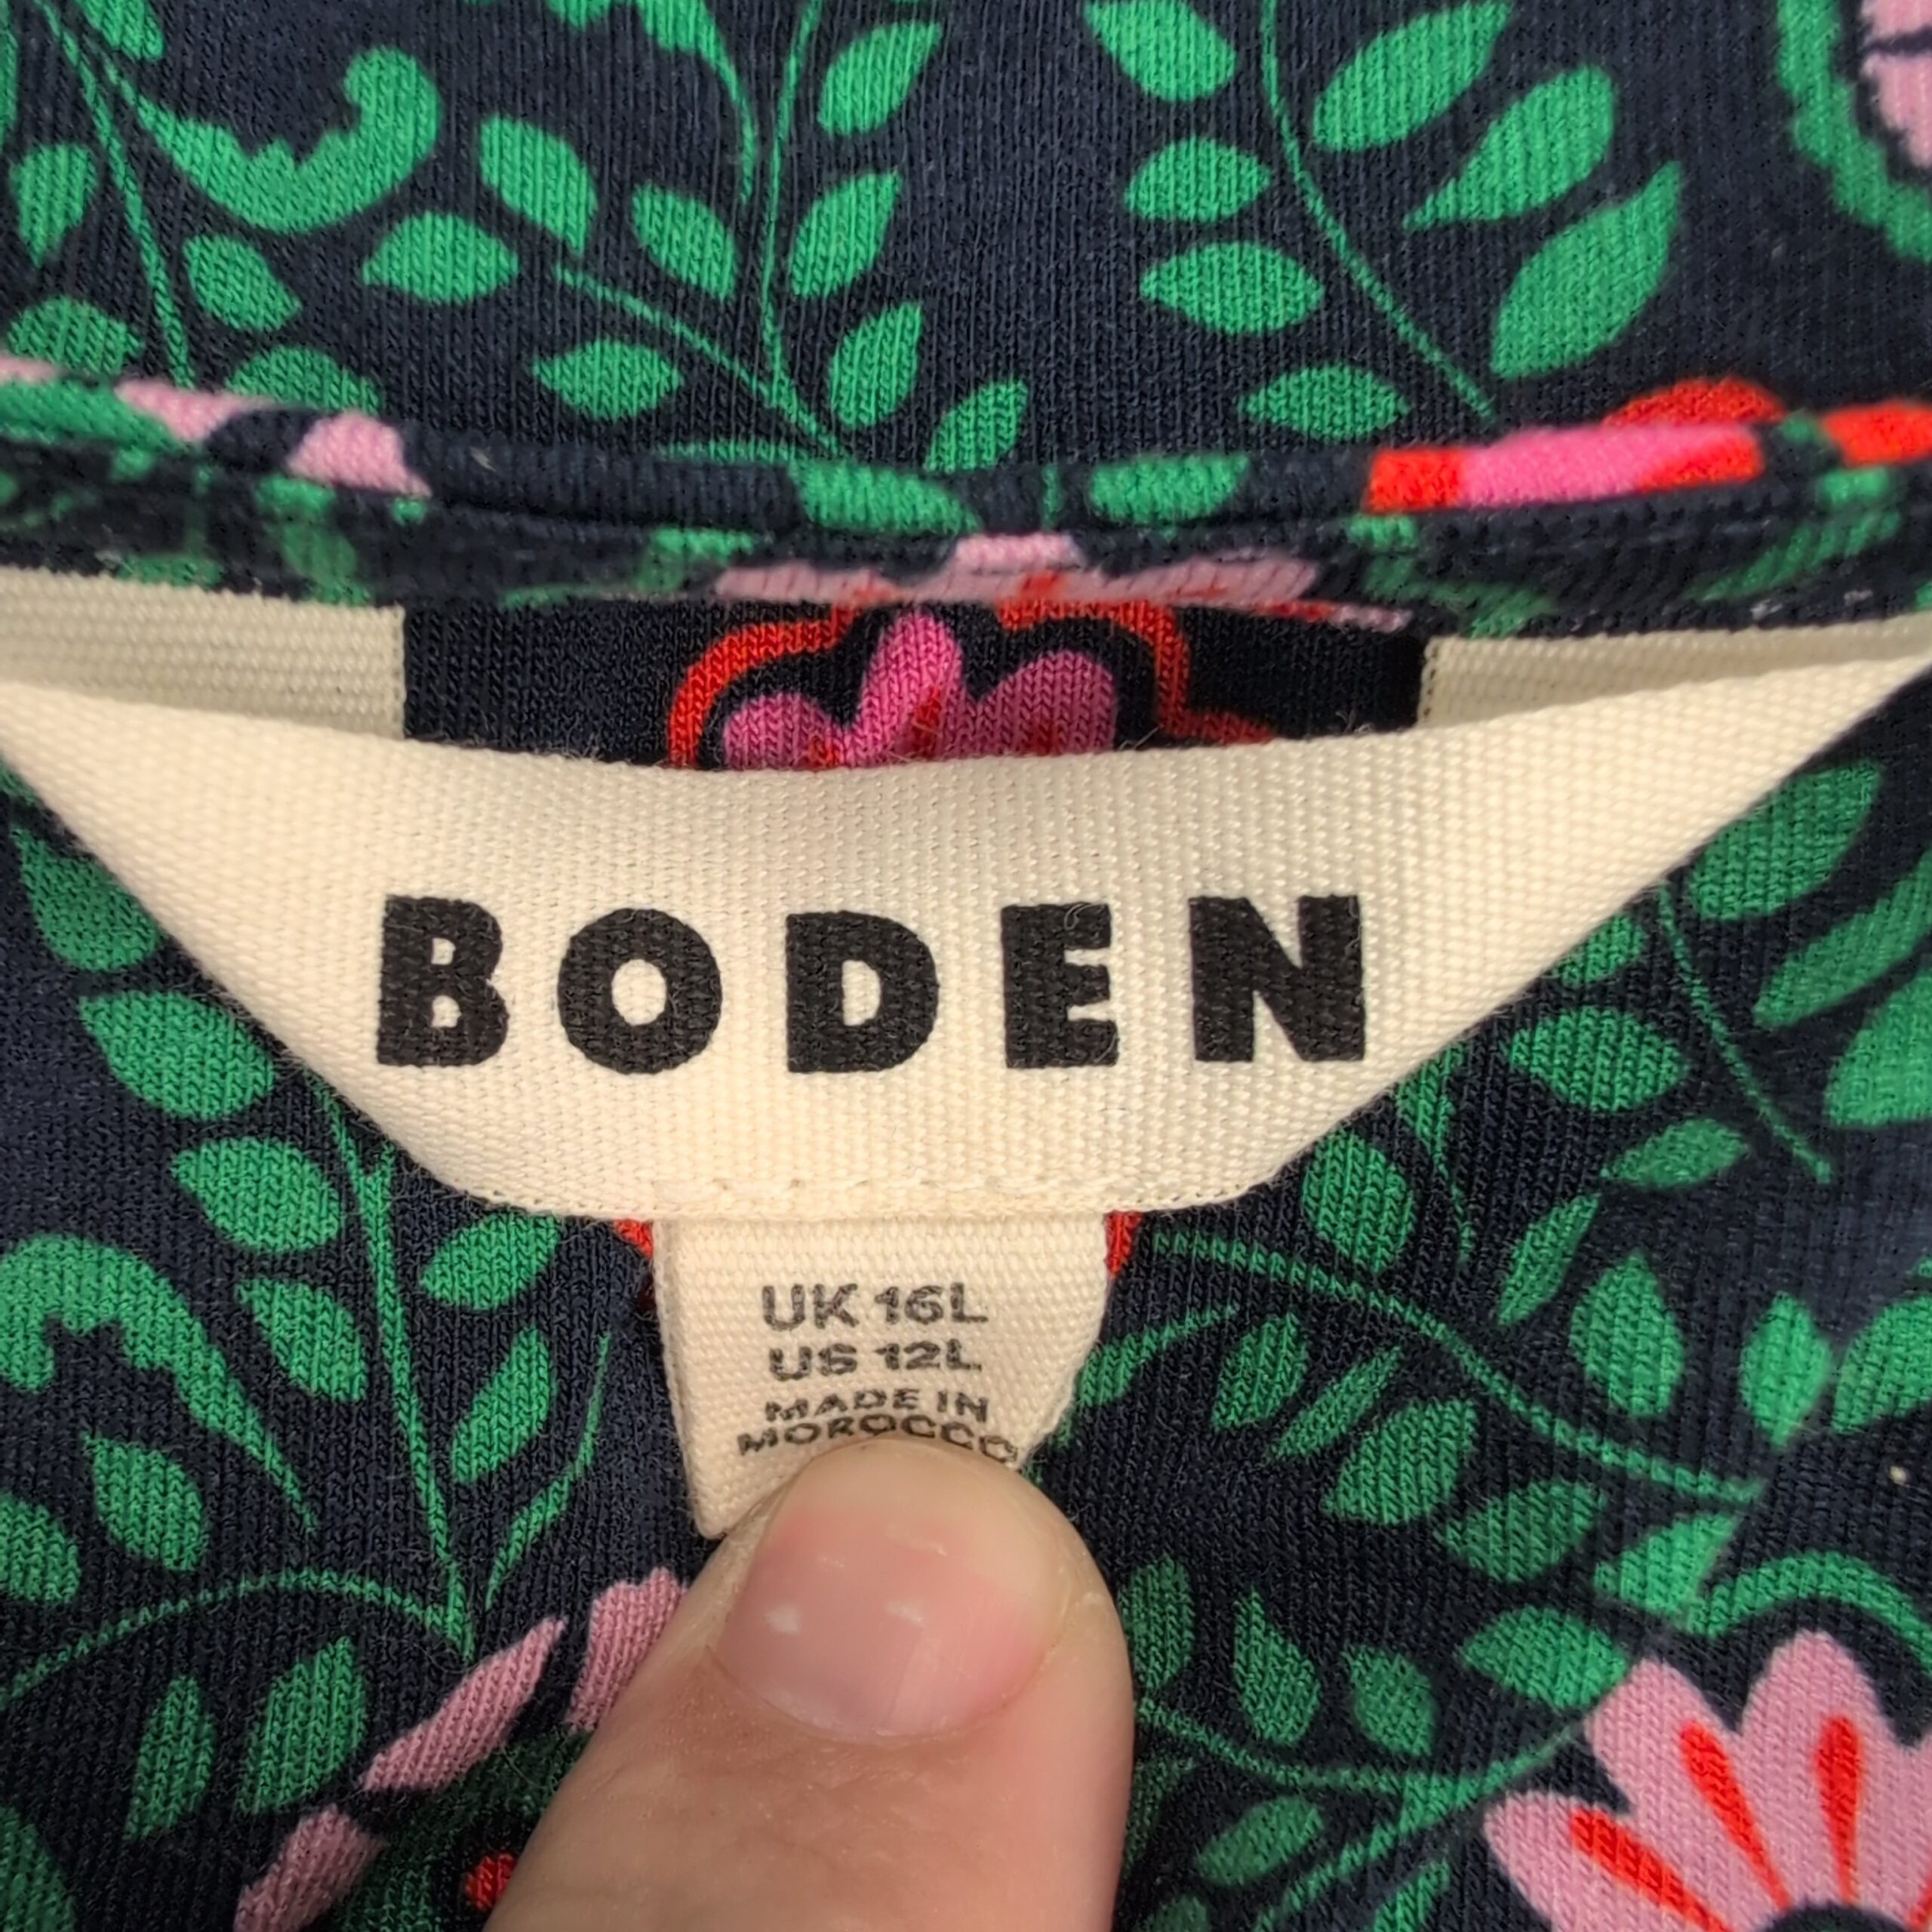 BODEN
UK 16L
US 12L
MADE IN
MOROCCO